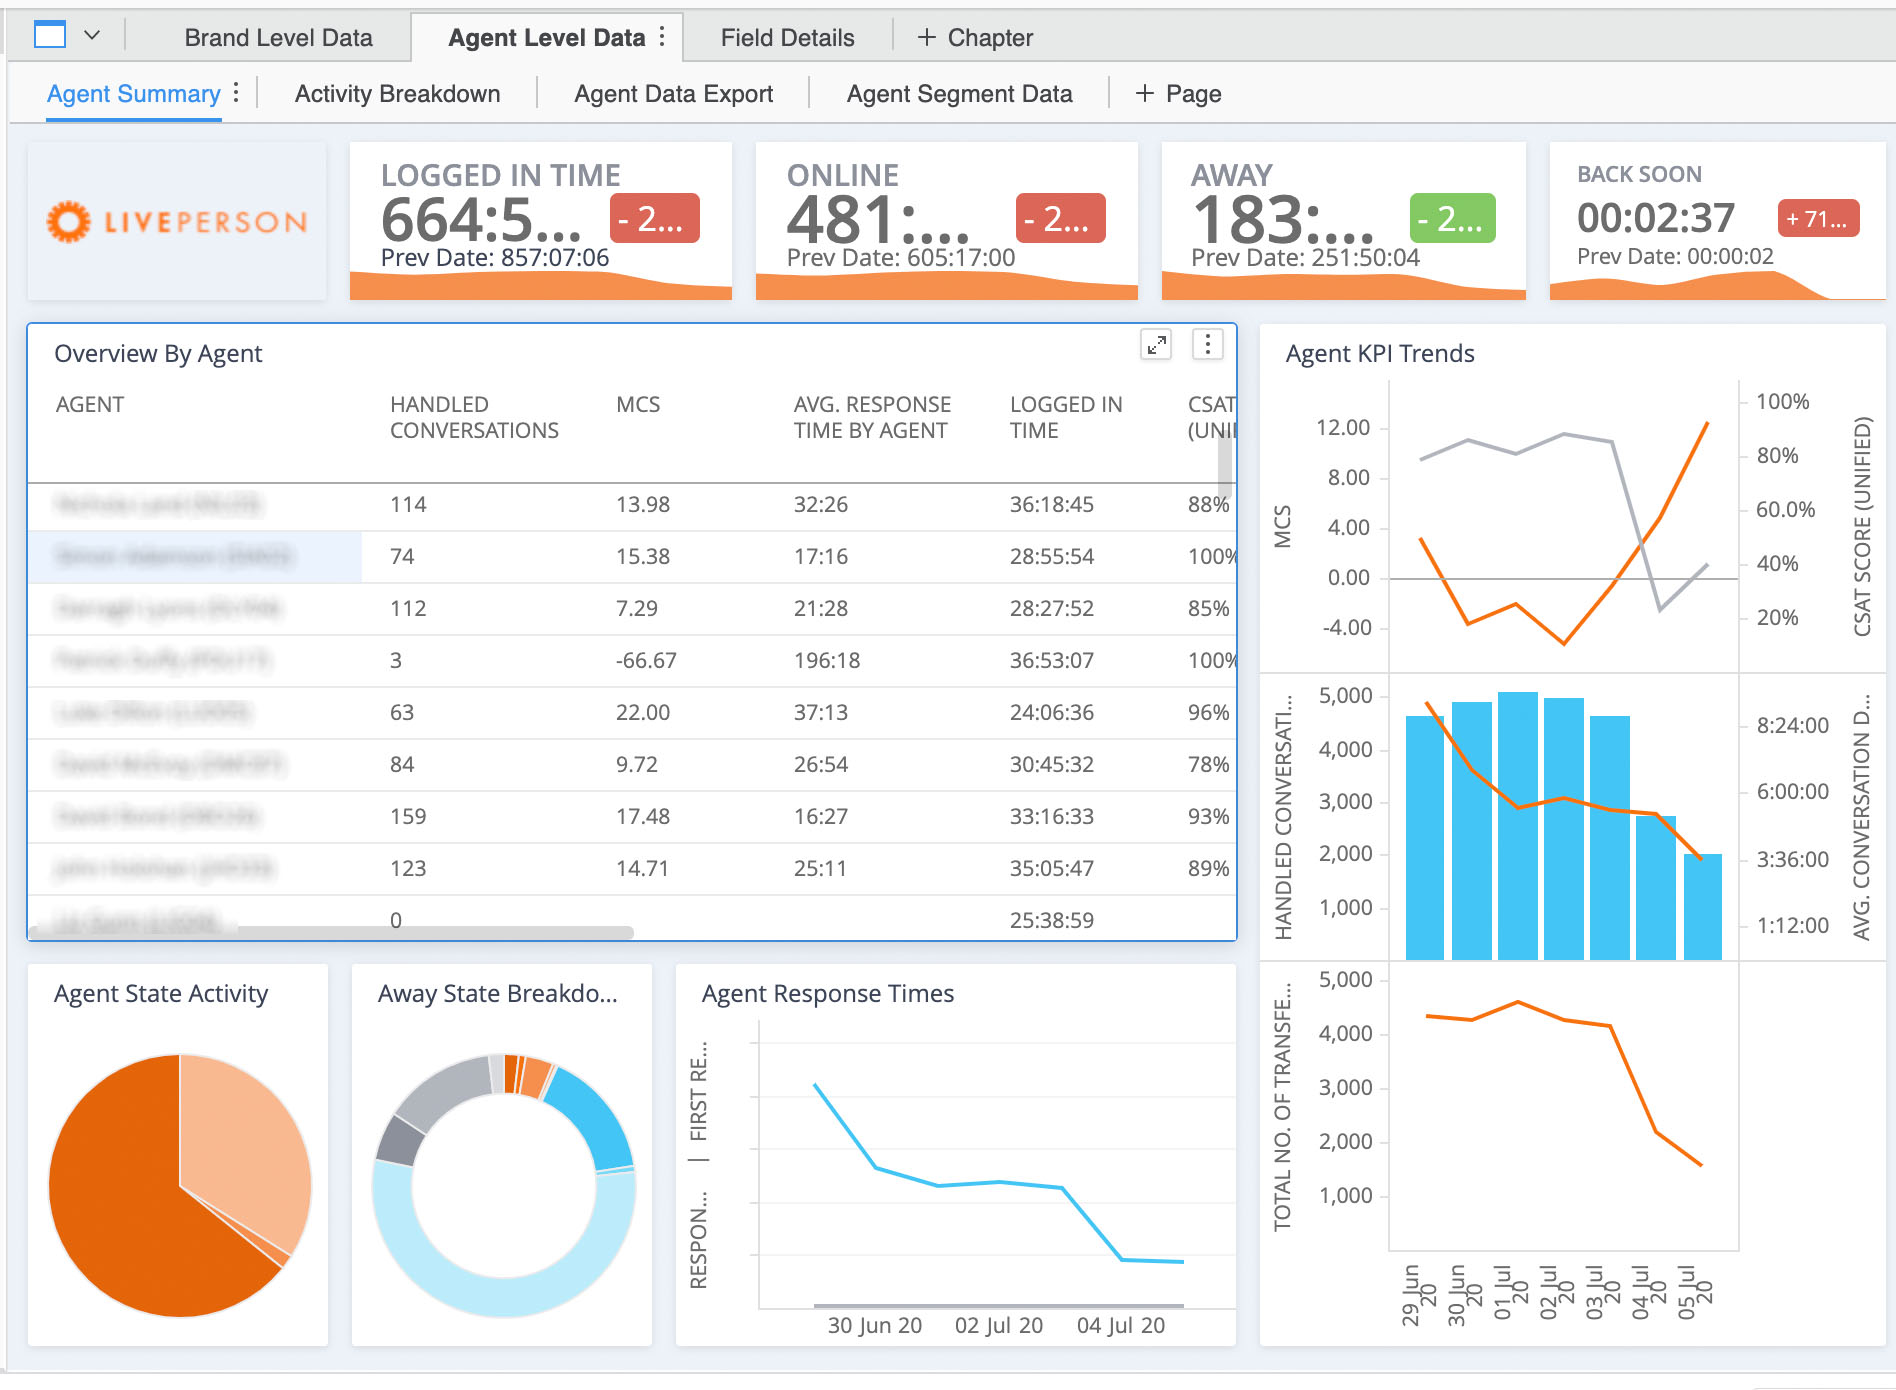 Brand Level Data
Agent Level Data
Field Details
+ Chapter
Agent Summary
Activity Breakdown
Agent Data Export
Agent Segment Data
+ Page
LIVEPERSON
LOGGED IN TIME
664:5...
- 2...
Prev Date: 857:07:06
ONLINE
481:...
- 2...
Prev Date: 605:17:00
AWAY
183:...
- 2...
Prev Date: 251:50:04
BACK SOON
00:02:37
+ 71...
Prev Date: 00:00:02
Overview By Agent
AGENT HANDLED CONVERSATIONS MCS AVG. RESPONSE TIME BY AGENT LOGGED IN TIME CSAT
114 13.98 32:26 36:18:45 88%
74 15.38 17:16 28:55:54 100%
112 7.29 21:28 28:27:52 85%
3 -66.67 196:18 36:53:07 100%
63 22.00 37:13 24:06:36 96%
84 9.72 26:54 30:45:32 78%
159 17.48 16:27 33:16:33 93%
123 14.71 25:11 35:05:47 89%
0 25:38:59
Agent KPI Trends
MCS
12.00
8.00
4.00
0.00
-4.00
100%
80%
60.0%
40%
20%
CSAT SCORE (UNIFIED)
HANDLED CONVERSATI...
5,000
4,000
3,000
2,000
1,000
8:24:00
6:00:00
3:36:00
1:12:00
AVG. CONVERSATION D...
TOTAL NO. OF TRANSFE...
5,000
4,000
3,000
2,000
1,000
29 Jun 20
30 Jun 20
01 Jul 20
02 Jul 20
03 Jul 20
04 Jul 20
05 Jul 20
Agent State Activity
Away State Breakdo...
Agent Response Times
RESPON... | FIRST RE...
30 Jun 20
02 Jul 20
04 Jul 20